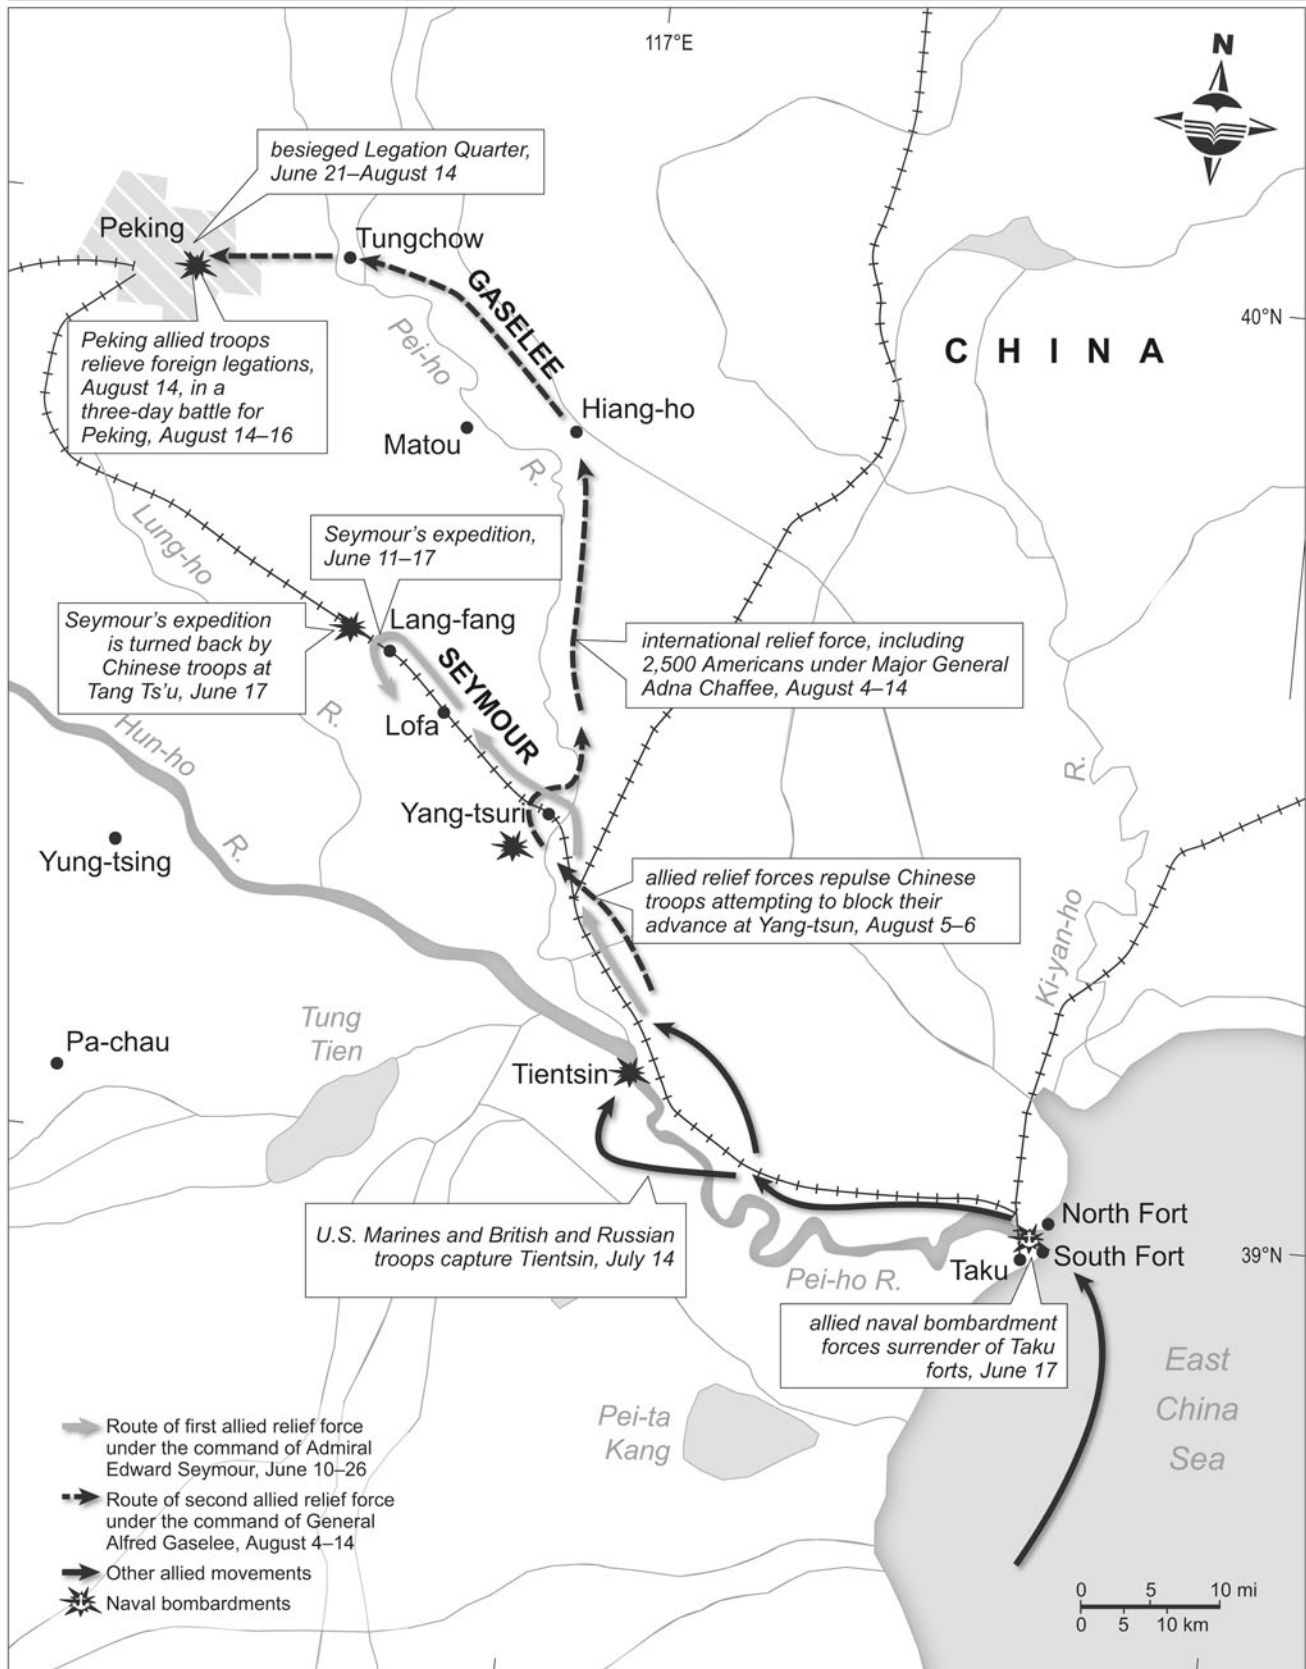 117°E
N
besieged Legation Quarter,
June 21–August 14
Peking
Tungchow
GASELEE
40°N
CHINA
Peking allied troops
relieve foreign legations,
August 14, in a
three-day battle for
Peking, August 14–16
Pei-ho
R.
Hiang-ho
Matou
Lung-ho
R.
Seymour’s expedition,
June 11–17
Lang-fang
Seymour’s expedition
is turned back by
Chinese troops at
Tang Ts’u, June 17
SEYMOUR
international relief force, including
2,500 Americans under Major General
Adna Chaffee, August 4–14
Lofa
Hun-ho
R.
Yang-tsuri
Yung-tsing
allied relief forces repulse Chinese
troops attempting to block their
advance at Yang-tsun, August 5–6
Ki-yan-ho
R.
Tung
Tien
Pa-chau
Tientsin
U.S. Marines and British and Russian
troops capture Tientsin, July 14
North Fort
South Fort
Taku
39°N
Pei-ho R.
allied naval bombardment
forces surrender of Taku
forts, June 17
East
China
Sea
Pei-ta
Kang
Route of first allied relief force
under the command of Admiral
Edward Seymour, June 10–26
Route of second allied relief force
under the command of General
Alfred Gaselee, August 4–14
Other allied movements
Naval bombardments
0 5 10 mi
0 5 10 km